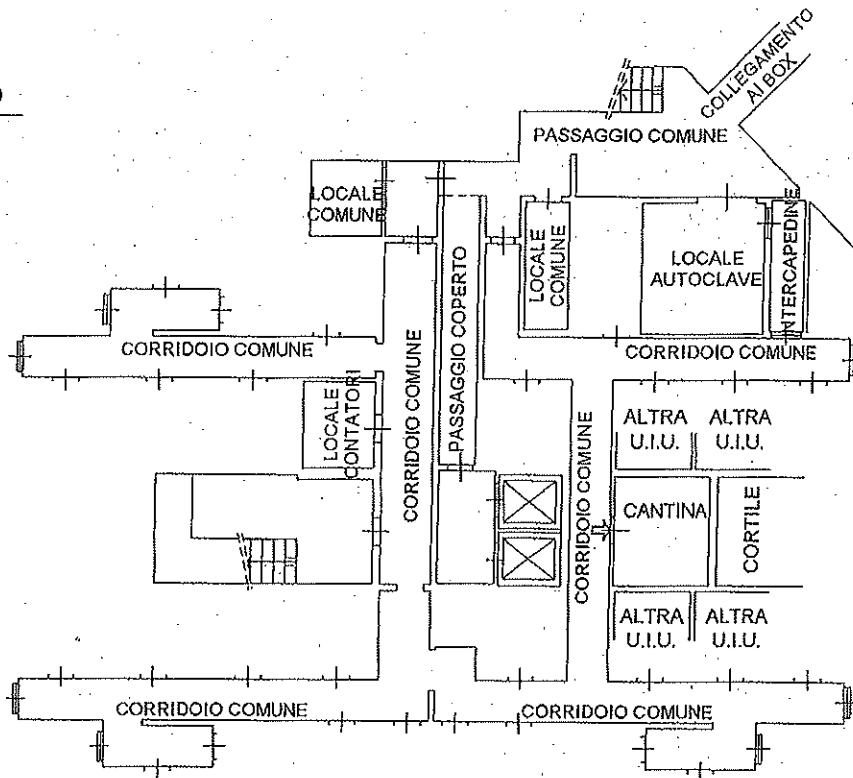 COLLEGAMENTO
AI BOX
PASSAGGIO COMUNE
LOCALE
COMUNE
LOCALE
COMUNE
LOCALE
AUTOCLAVE
INTERCAPEDINE
CORRIDOIO COMUNE
CORRIDOIO COMUNE
PASSAGGIO COPERTO
CORRIDOIO COMUNE
LOCALE
CONTATORI
CORRIDOIO COMUNE
ALTRA
U.I.U.
ALTRA
U.I.U.
CANTINA
CORTILE
ALTRA
U.I.U.
ALTRA
U.I.U.
CORRIDOIO COMUNE
CORRIDOIO COMUNE